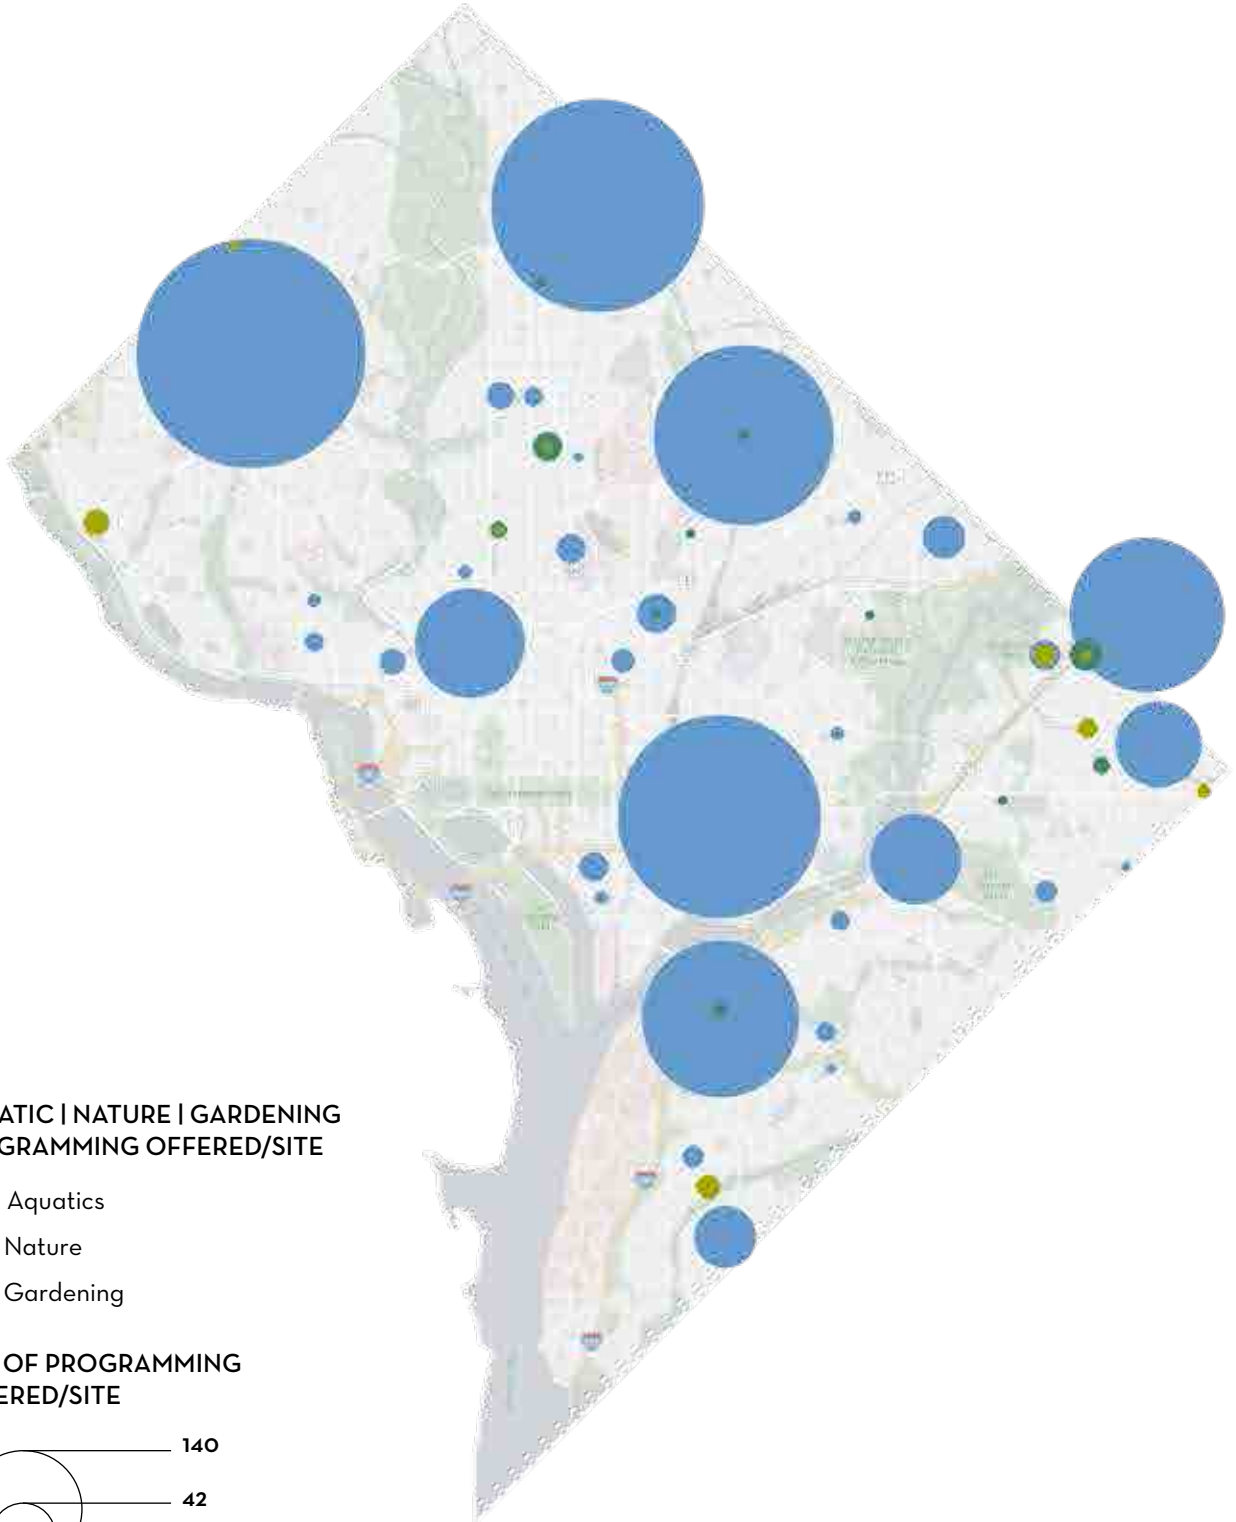 ATIC | NATURE | GARDENING
GRAMMING OFFERED/SITE
Aquatics
Nature
Gardening
OF PROGRAMMING
ERED/SITE
140
42